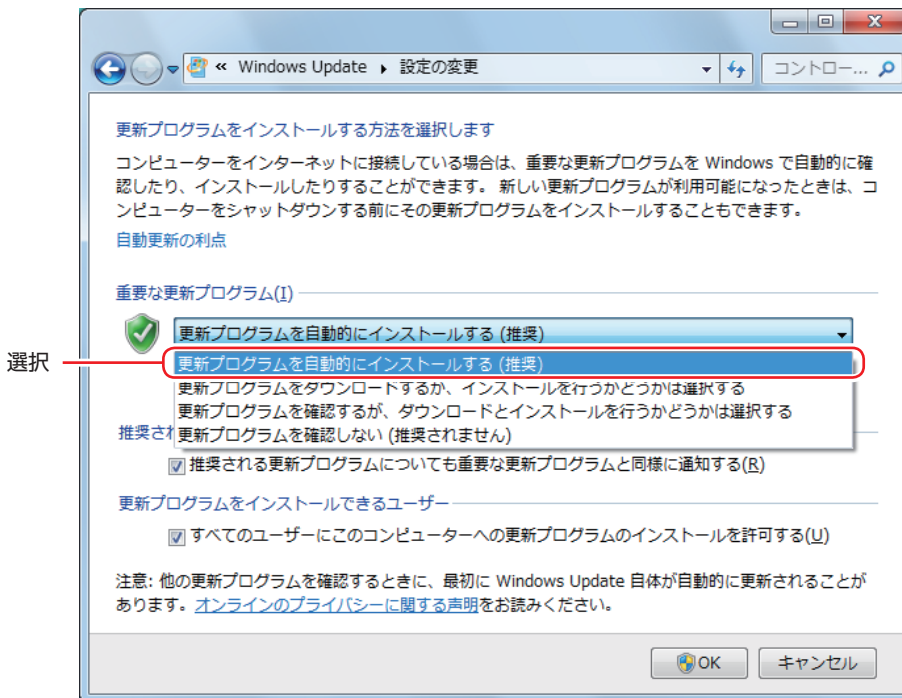 « Windows Update ▸ 設定の変更
コントロー...
更新プログラムをインストールする方法を選択します
コンピューターをインターネットに接続している場合は、重要な更新プログラムを Windows で自動的に確
認したり、インストールしたりすることができます。 新しい更新プログラムが利用可能になったときは、コ
ンピューターをシャットダウンする前にその更新プログラムをインストールすることもできます。
自動更新の利点
重要な更新プログラム(I)
更新プログラムを自動的にインストールする (推奨)
選択
更新プログラムを自動的にインストールする (推奨)
更新プログラムをダウンロードするが、インストールを行うかどうかは選択する
更新プログラムを確認するが、ダウンロードとインストールを行うかどうかは選択する
推奨さ
更新プログラムを確認しない (推奨されません)
推奨される更新プログラムについても重要な更新プログラムと同様に通知する(R)
更新プログラムをインストールできるユーザー
すべてのユーザーにこのコンピューターへの更新プログラムのインストールを許可する(U)
注意: 他の更新プログラムを確認するときに、最初に Windows Update 自体が自動的に更新されることが
あります。オンラインのプライバシーに関する声明をお読みください。
OK
キャンセル